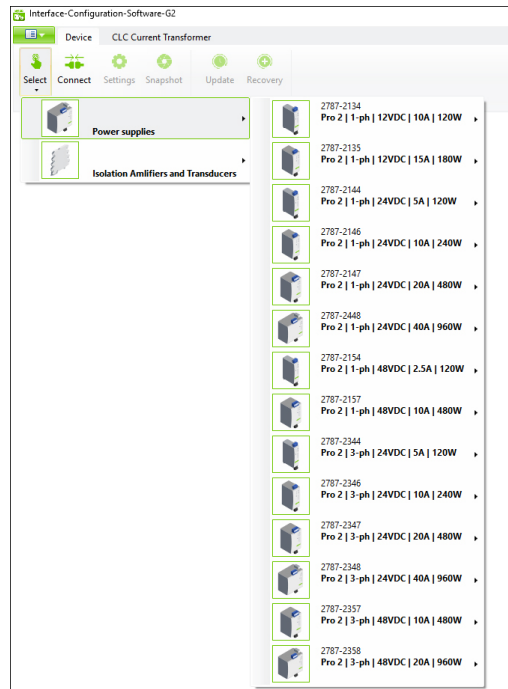 Interface-Configuration-Software-G2
Device CLC Current Transformer
Select Connect Settings Snapshot Update Recovery
Power supplies
Isolation Amlifiers and Transducers
2787-2134
Pro 2 | 1-ph | 12VDC | 10A | 120W
2787-2135
Pro 2 | 1-ph | 12VDC | 15A | 180W
2787-2144
Pro 2 | 1-ph | 24VDC | 5A | 120W
2787-2146
Pro 2 | 1-ph | 24VDC | 10A | 240W
2787-2147
Pro 2 | 1-ph | 24VDC | 20A | 480W
2787-2448
Pro 2 | 1-ph | 24VDC | 40A | 960W
2787-2154
Pro 2 | 1-ph | 48VDC | 2.5A | 120W
2787-2157
Pro 2 | 1-ph | 48VDC | 10A | 480W
2787-2344
Pro 2 | 3-ph | 24VDC | 5A | 120W
2787-2346
Pro 2 | 3-ph | 24VDC | 10A | 240W
2787-2347
Pro 2 | 3-ph | 24VDC | 20A | 480W
2787-2348
Pro 2 | 3-ph | 24VDC | 40A | 960W
2787-2357
Pro 2 | 3-ph | 48VDC | 10A | 480W
2787-2358
Pro 2 | 3-ph | 48VDC | 20A | 960W